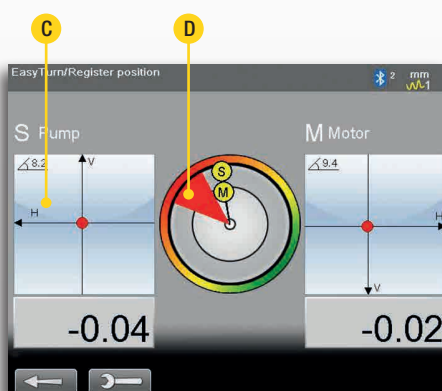 C
D
EasyTurn/Register position
2
mm
1
S Pump
M Motor
8.2
V
H
S
M
9.4
H
V
-0.04
-0.02